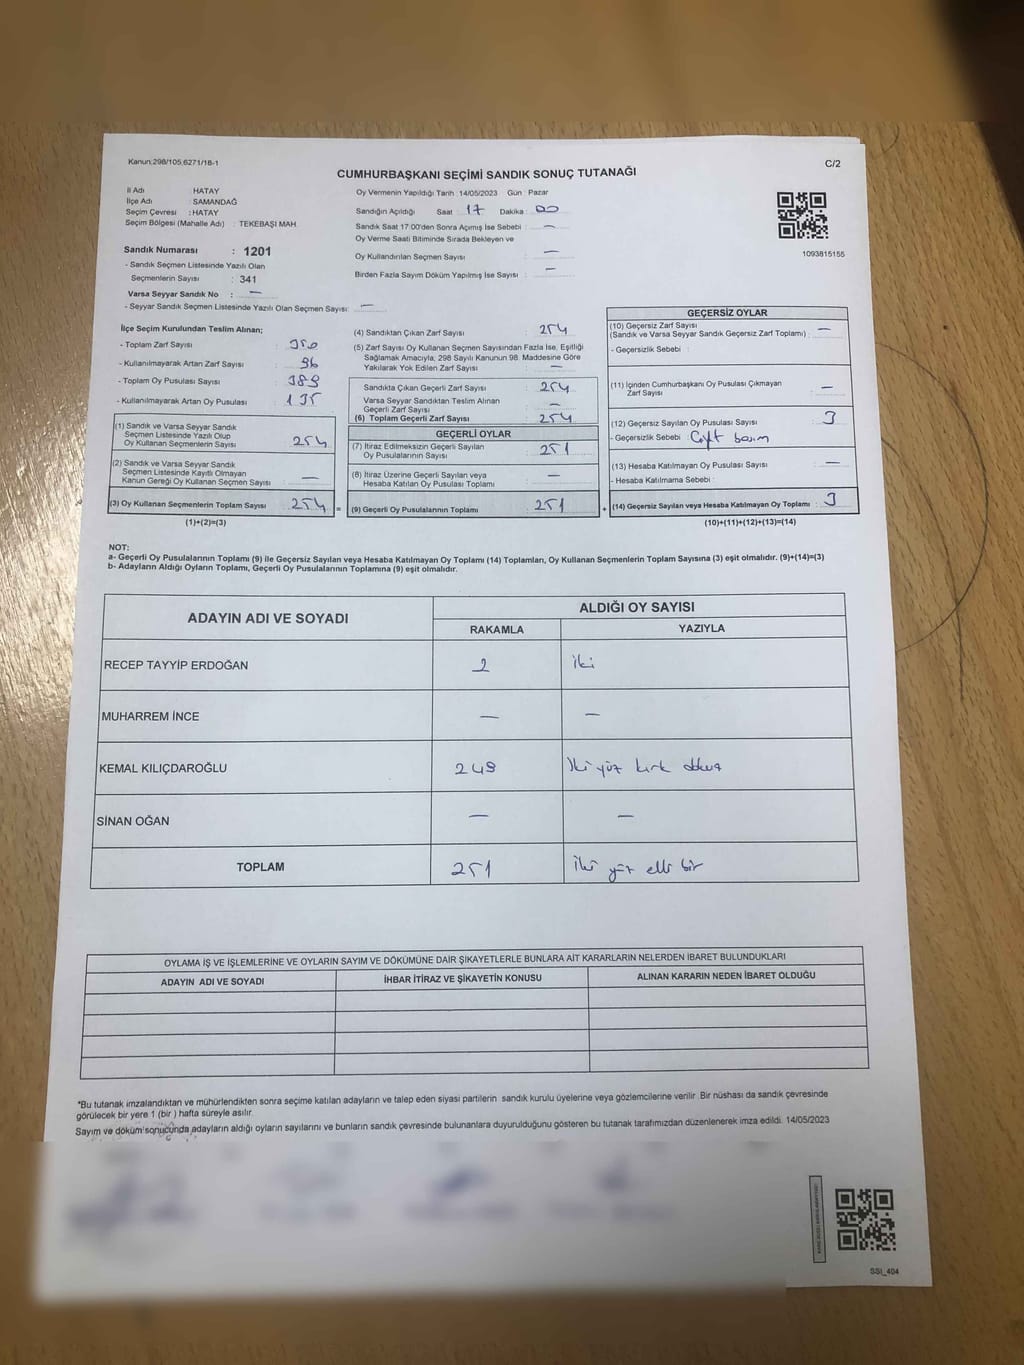 Kanun:298/105,6271/18-1
C/2
CUMHURBAŞKANI SEÇİMİ SANDIK SONUÇ TUTANAĞI
İl Adı : HATAY
İlçe Adı : SAMANDAĞ
Seçim Çevresi : HATAY
Seçim Bölgesi (Mahalle Adı) : TEKEBAŞI MAH
Sandık Numarası : 1201
- Sandık Seçmen Listesinde Yazılı Olan
Seçmenlerin Sayısı : 341
Varsa Seyyar Sandık No : —
- Seyyar Sandık Seçmen Listesinde Yazılı Olan Seçmen Sayısı: —
Oy Vermenin Yapıldığı Tarih :14/05/2023 Gün : Pazar
Sandığın Açıldığı Saat : 17 Dakika : 00
Sandık Saat 17:00'den Sonra Açımış İse Sebebi : —
Oy Verme Saati Bitiminde Sırada Bekleyen ve
Oy Kullandırılan Seçmen Sayısı : —
Birden Fazla Sayım Döküm Yapılmış İse Sayısı : —
1093815155
İlçe Seçim Kurulundan Teslim Alınan;
- Toplam Zarf Sayısı : 350
- Kullanılmayarak Artan Zarf Sayısı : 96
- Toplam Oy Pusulası Sayısı : 389
- Kullanılmayarak Artan Oy Pusulası : 135
(1) Sandık ve Varsa Seyyar Sandık
Seçmen Listesinde Yazılı Olup
Oy Kullanan Seçmenlerin Sayısı : 254
(2) Sandık ve Varsa Seyyar Sandık
Seçmen Listesinde Kayıtlı Olmayan
Kanun Gereği Oy Kullanan Seçmen Sayısı : —
(3) Oy Kullanan Seçmenlerin Toplam Sayısı : 254 =
(1)+(2)=(3)
(4) Sandıktan Çıkan Zarf Sayısı : 254
(5) Zarf Sayısı Oy Kullanan Seçmen Sayısından Fazla İse, Eşitliği
Sağlamak Amacıyla, 298 Sayılı Kanunun 98. Maddesine Göre
Yakılarak Yok Edilen Zarf Sayısı : —
Sandıkta Çıkan Geçerli Zarf Sayısı : 254
Varsa Seyyar Sandıktan Teslim Alınan
Geçerli Zarf Sayısı : —
(6) Toplam Geçerli Zarf Sayısı : 254
GEÇERLİ OYLAR
(7) İtiraz Edilmeksizin Geçerli Sayılan
Oy Pusulalarının Sayısı : 251
(8) İtiraz Üzerine Geçerli Sayılan veya
Hesaba Katılan Oy Pusulası Toplamı : —
(9) Geçerli Oy Pusulalarının Toplamı : 251 +
GEÇERSİZ OYLAR
(10) Geçersiz Zarf Sayısı
(Sandık ve Varsa Seyyar Sandık Geçersiz Zarf Toplamı) : —
- Geçersizlik Sebebi :
(11) İçinden Cumhurbaşkanı Oy Pusulası Çıkmayan
Zarf Sayısı : —
(12) Geçersiz Sayılan Oy Pusulası Sayısı : 3
- Geçersizlik Sebebi : Çift basım
(13) Hesaba Katılmayan Oy Pusulası Sayısı : —
- Hesaba Katılmama Sebebi :
(14) Geçersiz Sayılan veya Hesaba Katılmayan Oy Toplamı : 3
(10)+(11)+(12)+(13)=(14)
NOT:
a- Geçerli Oy Pusulalarının Toplamı (9) ile Geçersiz Sayılan veya Hesaba Katılmayan Oy Toplamı (14) Toplamları, Oy Kullanan Seçmenlerin Toplam Sayısına (3) eşit olmalıdır. (9)+(14)=(3)
b- Adayların Aldığı Oyların Toplamı, Geçerli Oy Pusulalarının Toplamına (9) eşit olmalıdır.
ADAYIN ADI VE SOYADI ALDIĞI OY SAYISI
RAKAMLA YAZIYLA
RECEP TAYYİP ERDOĞAN 2 iki
MUHARREM İNCE — —
KEMAL KILIÇDAROĞLU 249 İki yüz kırk dokuz
SİNAN OĞAN — —
TOPLAM 251 iki yüz elli bir
OYLAMA İŞ VE İŞLEMLERİNE VE OYLARIN SAYIM VE DÖKÜMÜNE DAİR ŞİKAYETLERLE BUNLARA AİT KARARLARIN NELERDEN İBARET BULUNDUKLARI
ADAYIN ADI VE SOYADI İHBAR İTİRAZ VE ŞİKAYETİN KONUSU ALINAN KARARIN NEDEN İBARET OLDUĞU
*Bu tutanak imzalandıktan ve mühürlendikten sonra seçime katılan adayların ve talep eden siyasi partilerin sandık kurulu üyelerine veya gözlemcilerine verilir. Bir nüshası da sandık çevresinde
görülecek bir yere 1 (bir ) hafta süreyle asılır.
Sayım ve döküm sonucunda adayların aldığı oyların sayılarını ve bunların sandık çevresinde bulunanlara duyurulduğunu gösteren bu tutanak tarafımızdan düzenlenerek imza edildi. 14/05/2023
SSİ_404